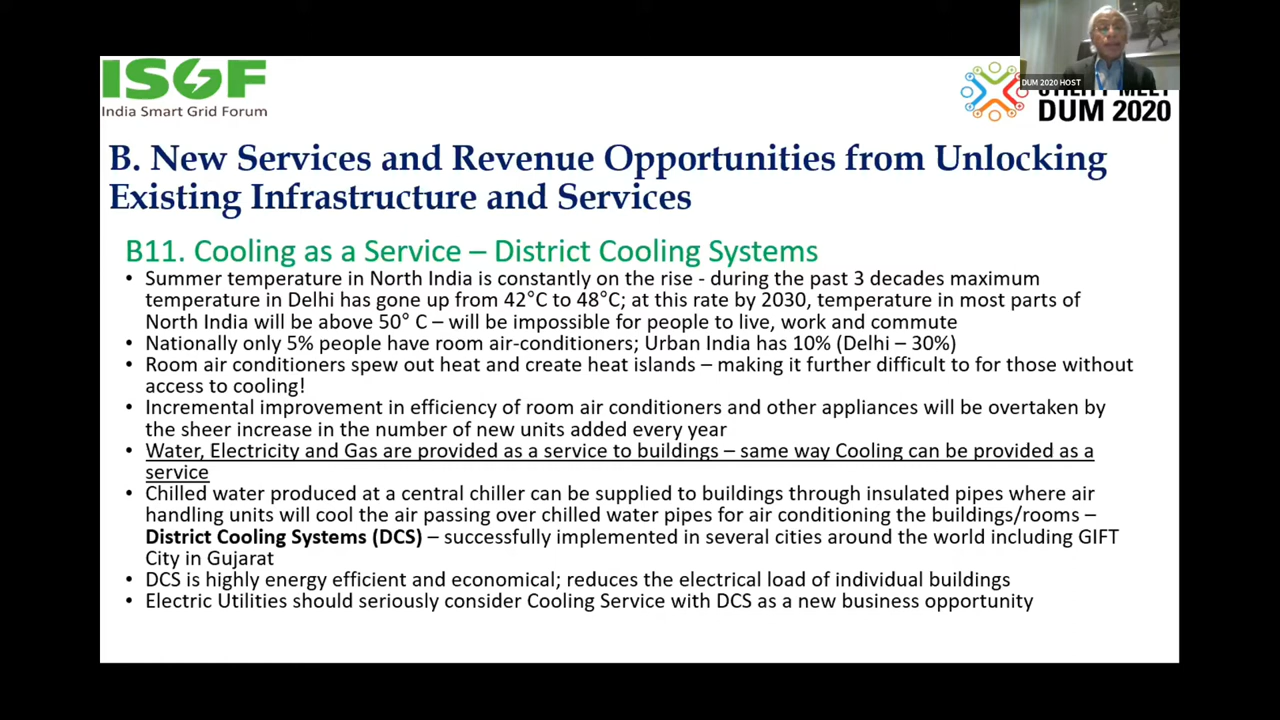 ISGF
India Smart Grid Forum
DUM 2020 HOST
UTILITY MEET
DUM 2020
B. New Services and Revenue Opportunities from Unlocking
Existing Infrastructure and Services
B11. Cooling as a Service – District Cooling Systems
• Summer temperature in North India is constantly on the rise - during the past 3 decades maximum
temperature in Delhi has gone up from 42°C to 48°C; at this rate by 2030, temperature in most parts of
North India will be above 50° C – will be impossible for people to live, work and commute
• Nationally only 5% people have room air-conditioners; Urban India has 10% (Delhi – 30%)
• Room air conditioners spew out heat and create heat islands – making it further difficult to for those without
access to cooling!
• Incremental improvement in efficiency of room air conditioners and other appliances will be overtaken by
the sheer increase in the number of new units added every year
• Water, Electricity and Gas are provided as a service to buildings – same way Cooling can be provided as a
service
• Chilled water produced at a central chiller can be supplied to buildings through insulated pipes where air
handling units will cool the air passing over chilled water pipes for air conditioning the buildings/rooms –
District Cooling Systems (DCS) – successfully implemented in several cities around the world including GIFT
City in Gujarat
• DCS is highly energy efficient and economical; reduces the electrical load of individual buildings
• Electric Utilities should seriously consider Cooling Service with DCS as a new business opportunity